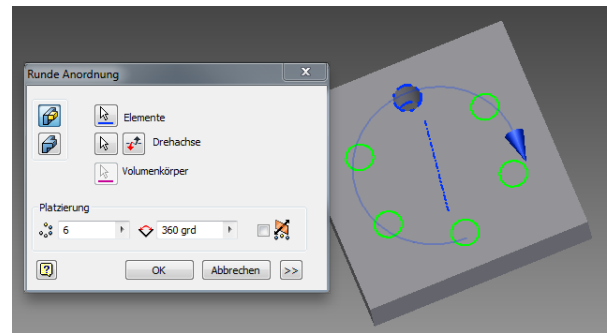 Runde Anordnung
x
Elemente
Drehachse
Volumenkörper
Platzierung
6
360 grd
?
OK
Abbrechen
>>